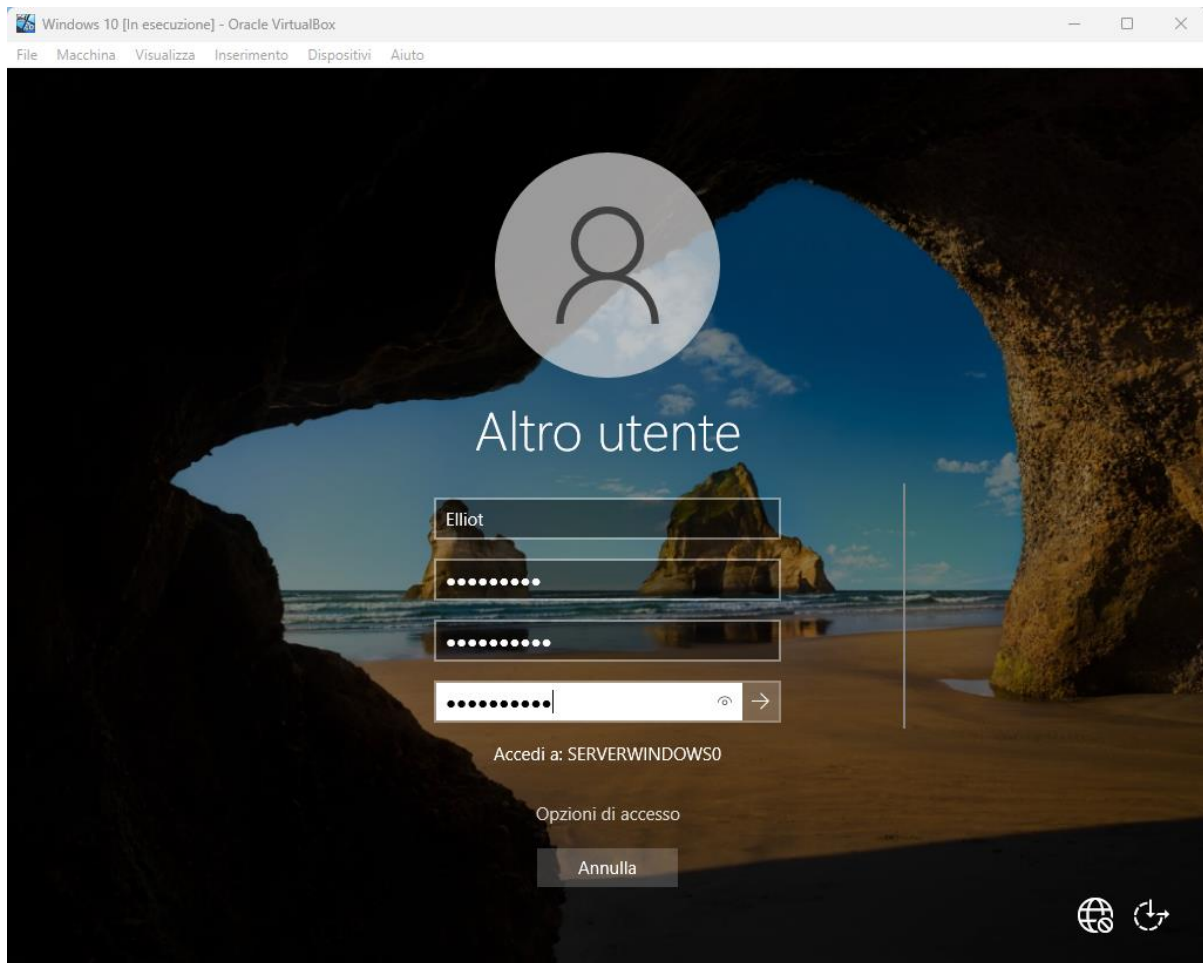 Windows 10 [In esecuzione] - Oracle VirtualBox
File Macchina Visualizza Inserimento Dispositivi Aiuto
Altro utente
Elliot
●●●●●●●●●
●●●●●●●●●●
●●●●●●●●●●
Accedi a: SERVERWINDOWS0
Opzioni di accesso
Annulla